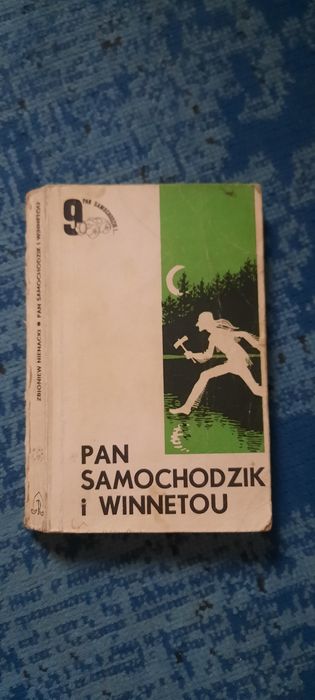 9
PAN SAMOCHODZIK
ZBIGNIEW NIENACKI ● PAN SAMOCHODZIK I WINNETOU
PAN
SAMOCHODZIK
i WINNETOU